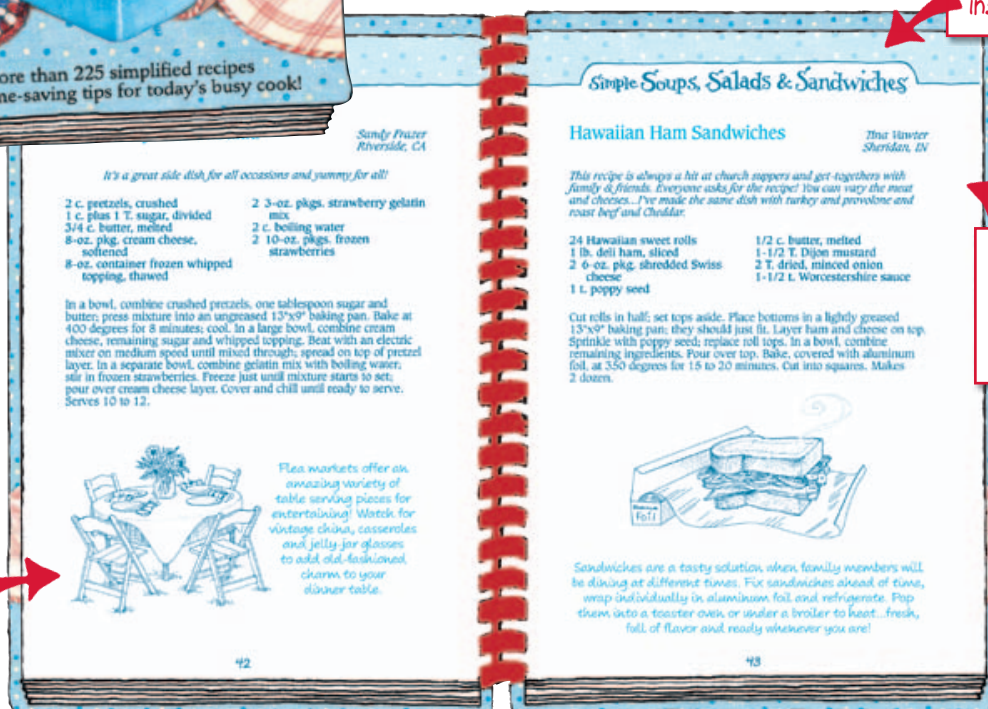 ore than 225 simplified recipes
me-saving tips for today's busy cook!
Sandy Frazer
Riverside, CA
It's a great side dish for all occasions and yummy for all!
2 c. pretzels, crushed
1 c. plus 1 T. sugar, divided
3/4 c. butter, melted
8-oz. pkg. cream cheese,
softened
8-oz. container frozen whipped
topping, thawed
2 3-oz. pkgs. strawberry gelatin
mix
2 c. boiling water
2 10-oz. pkgs. frozen
strawberries
In a bowl, combine crushed pretzels, one tablespoon sugar and
butter; press mixture into an ungreased 13"x9" baking pan. Bake at
400 degrees for 8 minutes; cool. In a large bowl, combine cream
cheese, remaining sugar and whipped topping. Beat with an electric
mixer on medium speed until mixed through; spread on top of pretzel
layer. In a separate bowl, combine gelatin mix with boiling water;
stir in frozen strawberries. Freeze just until mixture starts to set;
pour over cream cheese layer. Cover and chill until ready to serve.
Serves 10 to 12.
Flea markets offer an
amazing variety of
table serving pieces for
entertaining! Watch for
vintage china, casseroles
and jelly-jar glasses
to add old-fashioned
charm to your
dinner table.
42
Simple Soups, Salads & Sandwiches
Hawaiian Ham Sandwiches
Tina Vawter
Sheridan, IN
This recipe is always a hit at church suppers and get-togethers with
family & friends. Everyone asks for the recipe! You can vary the meat
and cheeses...I've made the same dish with turkey and provolone and
roast beef and Cheddar.
24 Hawaiian sweet rolls
1 lb. deli ham, sliced
2 6-oz. pkg. shredded Swiss
cheese
1 t. poppy seed
1/2 c. butter, melted
1-1/2 T. Dijon mustard
2 T. dried, minced onion
1-1/2 t. Worcestershire sauce
Cut rolls in half; set tops aside. Place bottoms in a lightly greased
13"x9" baking pan; they should just fit. Layer ham and cheese on top.
Sprinkle with poppy seed; replace roll tops. In a bowl, combine
remaining ingredients. Pour over top. Bake, covered with aluminum
foil, at 350 degrees for 15 to 20 minutes. Cut into squares. Makes
2 dozen.
Foil
Sandwiches are a tasty solution when family members will
be dining at different times. Fix sandwiches ahead of time,
wrap individually in aluminum foil and refrigerate. Pop
them into a toaster oven or under a broiler to heat...fresh,
full of flavor and ready whenever you are!
43